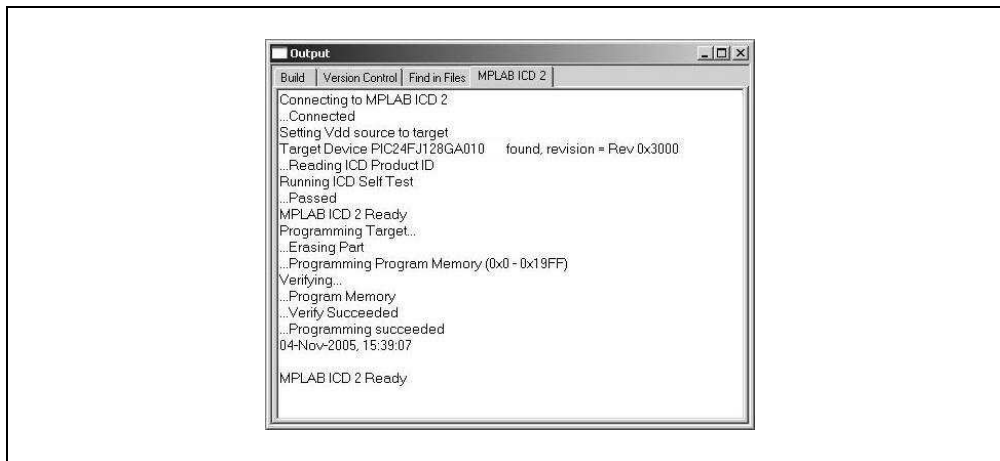 Output
Build Version Control Find in Files MPLAB ICD 2
Connecting to MPLAB ICD 2
...Connected
Setting Vdd source to target
Target Device PIC24FJ128GA010 found, revision = Rev 0x3000
...Reading ICD Product ID
Running ICD Self Test
...Passed
MPLAB ICD 2 Ready
Programming Target...
...Erasing Part
...Programming Program Memory (0x0 - 0x19FF)
Verifying...
...Program Memory
...Verify Succeeded
...Programming succeeded
04-Nov-2005, 15:39:07
MPLAB ICD 2 Ready